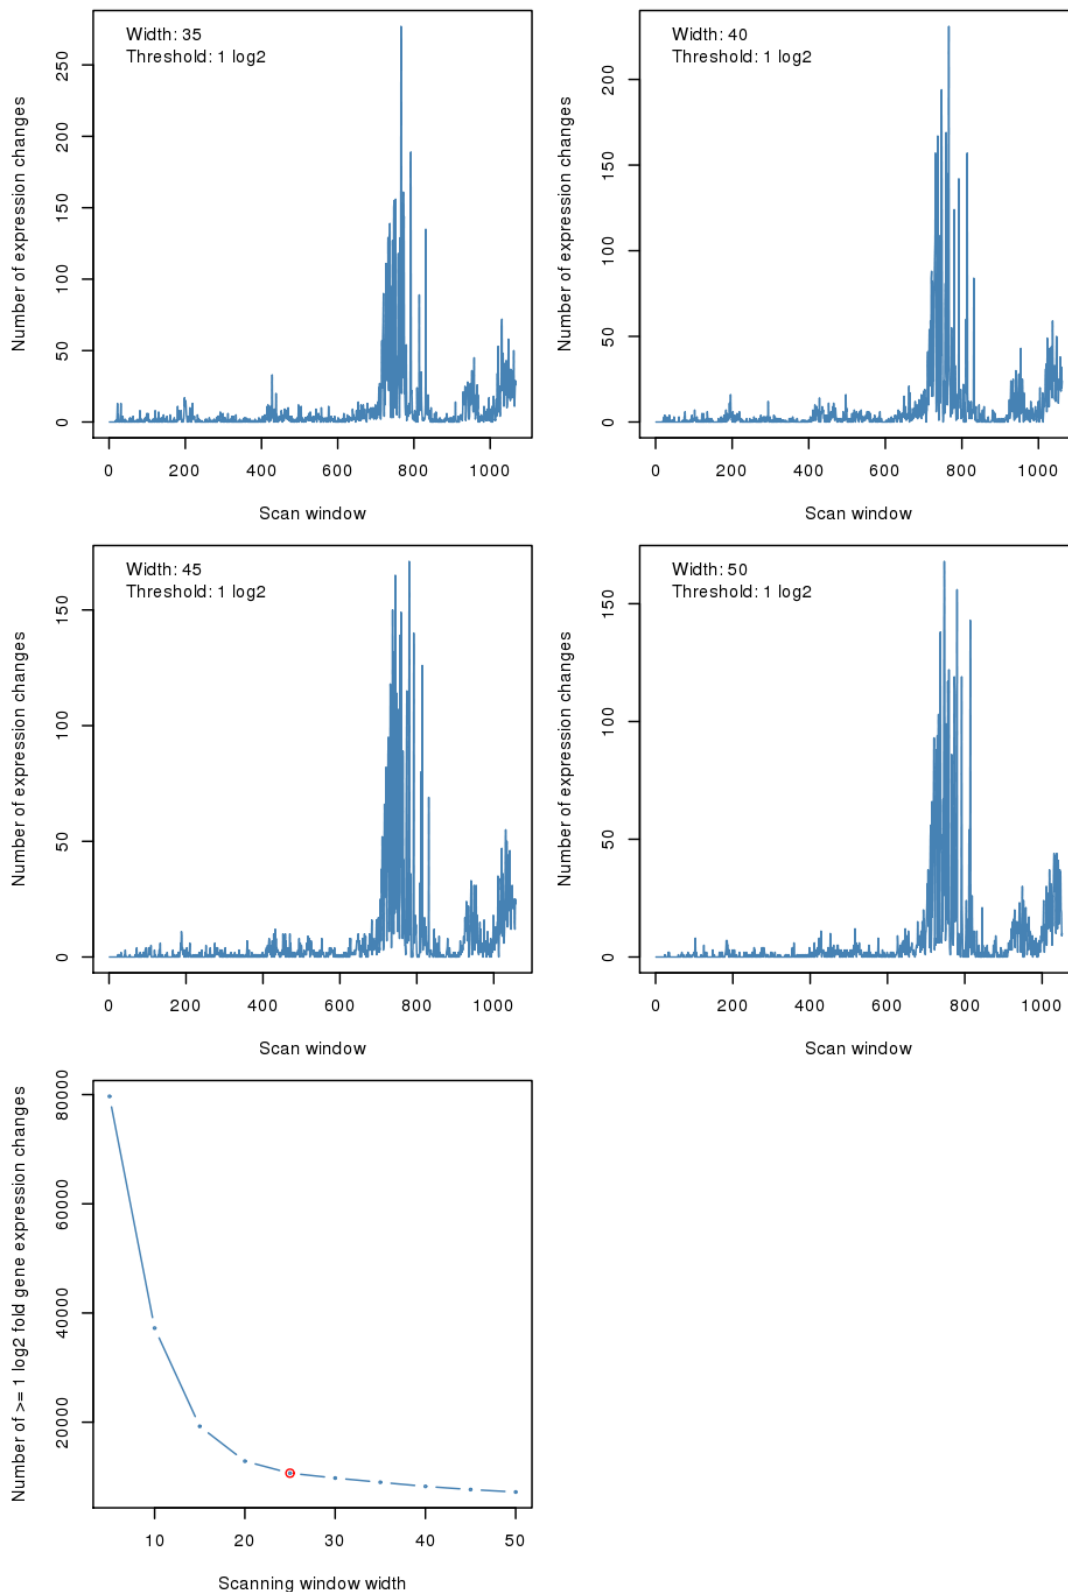 Width: 35
Threshold: 1 log2
Number of expression changes
0
50
100
150
200
250
0 200 400 600 800 1000
Scan window
Width: 40
Threshold: 1 log2
Number of expression changes
0
50
100
150
200
0 200 400 600 800 1000
Scan window
Width: 45
Threshold: 1 log2
Number of expression changes
0
50
100
150
0 200 400 600 800 1000
Scan window
Width: 50
Threshold: 1 log2
Number of expression changes
0
50
100
150
0 200 400 600 800 1000
Scan window
Number of >= 1 log2 fold gene expression changes
20000
40000
60000
80000
10 20 30 40 50
Scanning window width